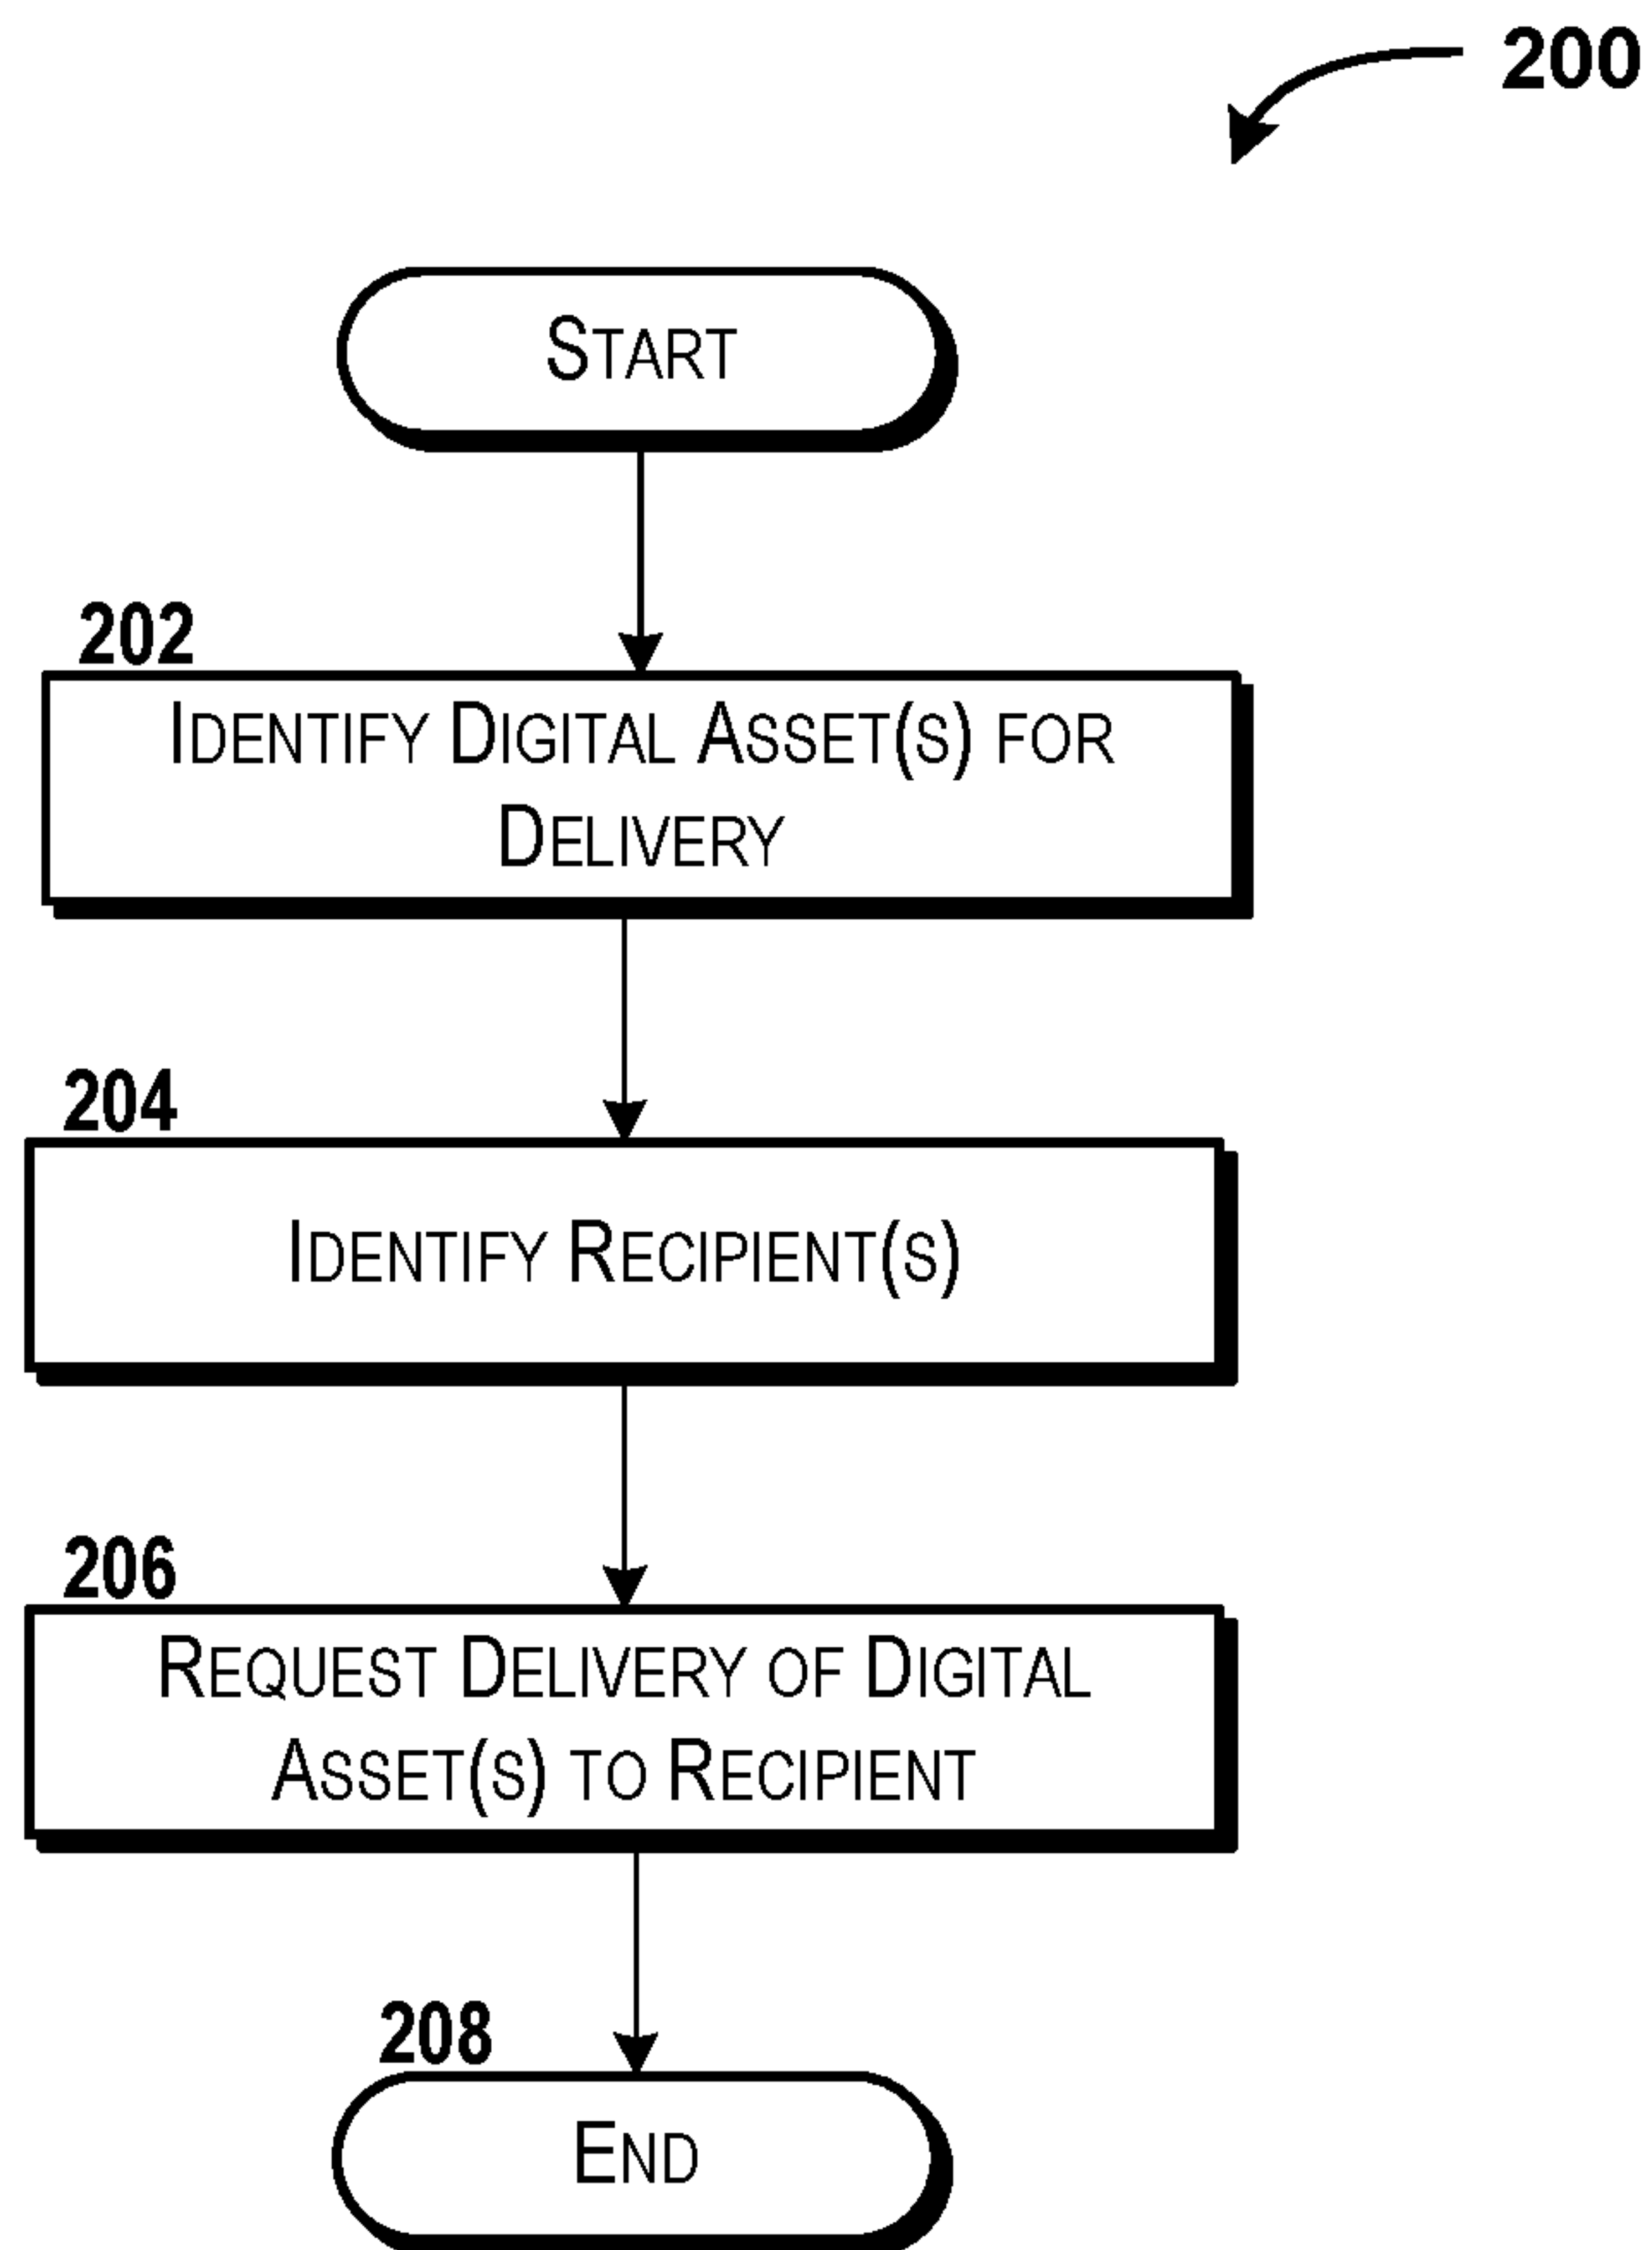 200
START
202
IDENTIFY DIGITAL ASSET(S) FOR
DELIVERY
204
IDENTIFY RECIPIENT(S)
206
REQUEST DELIVERY OF DIGITAL
ASSET(S) TO RECIPIENT
208
END